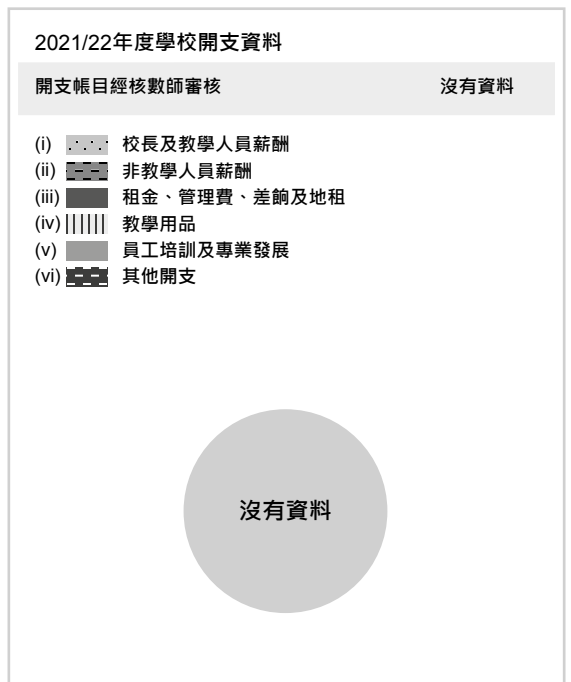 2021/22年度學校開支資料
開支帳目經核數師審核 沒有資料
(i) 校長及教學人員薪酬
(ii) 非教學人員薪酬
(iii) 租金、管理費、差餉及地租
(iv) 教學用品
(v) 員工培訓及專業發展
(vi) 其他開支
沒有資料